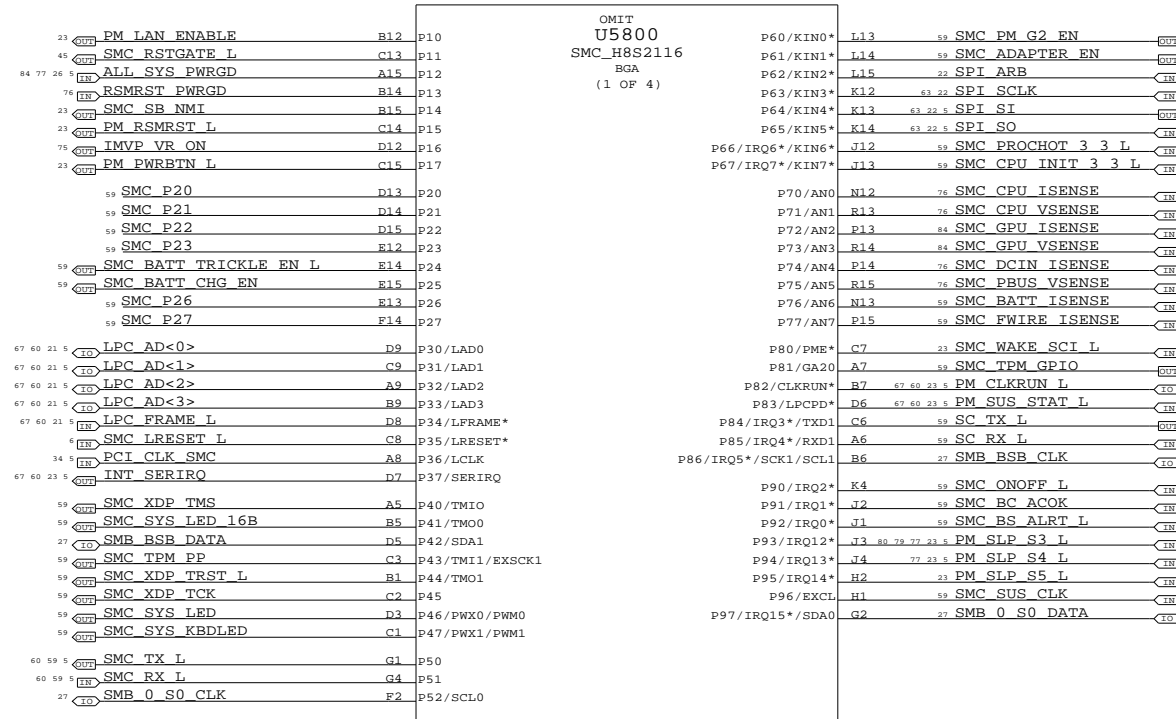 OMIT
U5800
SMC_H8S2116
BGA
(1 OF 4)
23 OUT PM_LAN_ENABLE B12 P10
45 OUT SMC_RSTGATE_L C13 P11
84 77 26 5 IN ALL_SYS_PWRGD A15 P12
76 IN RSMRST_PWRGD B14 P13
23 OUT SMC_SB_NMI B15 P14
23 OUT PM_RSMRST_L C14 P15
75 OUT IMVP_VR_ON D12 P16
23 OUT PM_PWRBTN_L C15 P17
59 SMC_P20 D13 P20
59 SMC_P21 D14 P21
59 SMC_P22 D15 P22
59 SMC_P23 E12 P23
59 OUT SMC_BATT_TRICKLE_EN_L E14 P24
59 OUT SMC_BATT_CHG_EN E15 P25
59 SMC_P26 E13 P26
59 SMC_P27 F14 P27
67 60 21 5 IO LPC_AD<0> D9 P30/LAD0
67 60 21 5 IO LPC_AD<1> C9 P31/LAD1
67 60 21 5 IO LPC_AD<2> A9 P32/LAD2
67 60 21 5 IO LPC_AD<3> B9 P33/LAD3
67 60 21 5 IN LPC_FRAME_L D8 P34/LFRAME*
6 IN SMC_LRESET_L C8 P35/LRESET*
34 5 IN PCI_CLK_SMC A8 P36/LCLK
67 60 23 5 OUT INT_SERIRQ D7 P37/SERIRQ
59 OUT SMC_XDP_TMS A5 P40/TMIO
59 OUT SMC_SYS_LED_16B B5 P41/TMO0
27 IO SMB_BSB_DATA D5 P42/SDA1
59 OUT SMC_TPM_PP C3 P43/TMI1/EXSCK1
59 OUT SMC_XDP_TRST_L B1 P44/TMO1
59 OUT SMC_XDP_TCK C2 P45
59 OUT SMC_SYS_LED D3 P46/PWX0/PWM0
59 OUT SMC_SYS_KBDLED C1 P47/PWX1/PWM1
60 59 5 OUT SMC_TX_L G1 P50
60 59 5 IN SMC_RX_L G4 P51
27 IO SMB_0_S0_CLK F2 P52/SCL0
P60/KIN0* L13 59 SMC_PM_G2_EN OUT
P61/KIN1* L14 59 SMC_ADAPTER_EN OUT
P62/KIN2* L15 22 SPI_ARB IN
P63/KIN3* K12 63 22 SPI_SCLK IN
P64/KIN4* K13 63 22 5 SPI_SI OUT
P65/KIN5* K14 63 22 5 SPI_SO IN
P66/IRQ6*/KIN6* J12 59 SMC_PROCHOT_3_3_L IN
P67/IRQ7*/KIN7* J13 59 SMC_CPU_INIT_3_3_L IN
P70/AN0 N12 76 SMC_CPU_ISENSE IN
P71/AN1 R13 76 SMC_CPU_VSENSE IN
P72/AN2 P13 84 SMC_GPU_ISENSE IN
P73/AN3 R14 84 SMC_GPU_VSENSE IN
P74/AN4 P14 76 SMC_DCIN_ISENSE IN
P75/AN5 R15 76 SMC_PBUS_VSENSE IN
P76/AN6 N13 59 SMC_BATT_ISENSE IN
P77/AN7 P15 59 SMC_FWIRE_ISENSE IN
P80/PME* C7 23 SMC_WAKE_SCI_L IN
P81/GA20 A7 59 SMC_TPM_GPIO OUT
P82/CLKRUN* B7 67 60 23 5 PM_CLKRUN_L IO
P83/LPCPD* D6 67 60 23 5 PM_SUS_STAT_L IN
P84/IRQ3*/TXD1 C6 59 SC_TX_L OUT
P85/IRQ4*/RXD1 A6 59 SC_RX_L IN
P86/IRQ5*/SCK1/SCL1 B6 27 SMB_BSB_CLK IO
P90/IRQ2* K4 59 SMC_ONOFF_L IN
P91/IRQ1* J2 59 SMC_BC_ACOK IN
P92/IRQ0* J1 59 SMC_BS_ALRT_L IN
P93/IRQ12* J3 80 79 77 23 5 PM_SLP_S3_L IN
P94/IRQ13* J4 77 23 5 PM_SLP_S4_L IN
P95/IRQ14* H2 23 PM_SLP_S5_L IN
P96/EXCL H1 59 SMC_SUS_CLK IN
P97/IRQ15*/SDA0 G2 27 SMB_0_S0_DATA IO